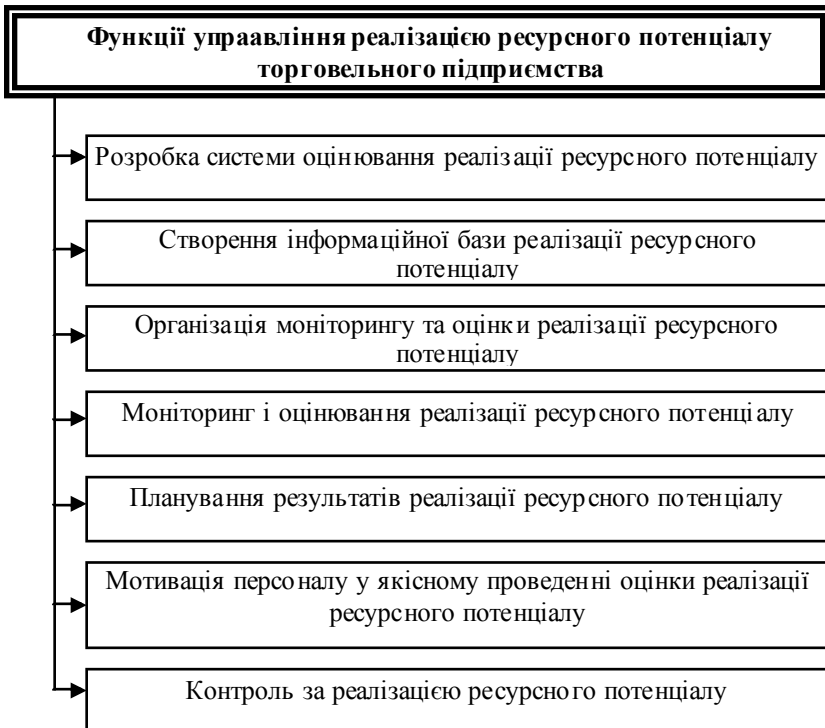 Функції упраавління реалізацією ресурсного потенціалу
торговельного підприємства
Розробка системи оцінювання реалізації ресурсного потенціалу
Створення інформаційної бази реалізації ресурсного
потенціалу
Організація моніторингу та оцінки реалізації ресурсного
потенціалу
Моніторинг і оцінювання реалізації ресурсного потенціалу
Планування результатів реалізації ресурсного потенціалу
Мотивація персоналу у якісному проведенні оцінки реалізації
ресурсного потенціалу
Контроль за реалізацією ресурсного потенціалу